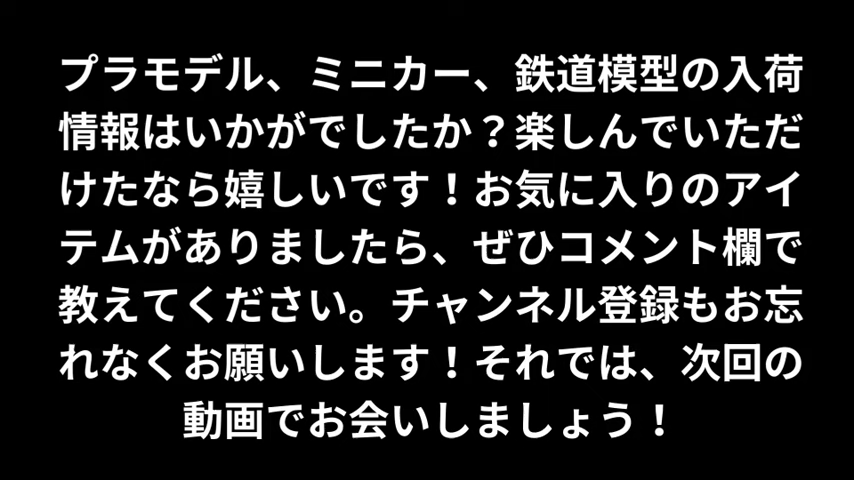 プラモデル、ミニカー、鉄道模型の入荷
情報はいかがでしたか？楽しんでいただ
けたなら嬉しいです！お気に入りのアイ
テムがありましたら、ぜひコメント欄で
教えてください。チャンネル登録もお忘
れなくお願いします！それでは、次回の
動画でお会いしましょう！